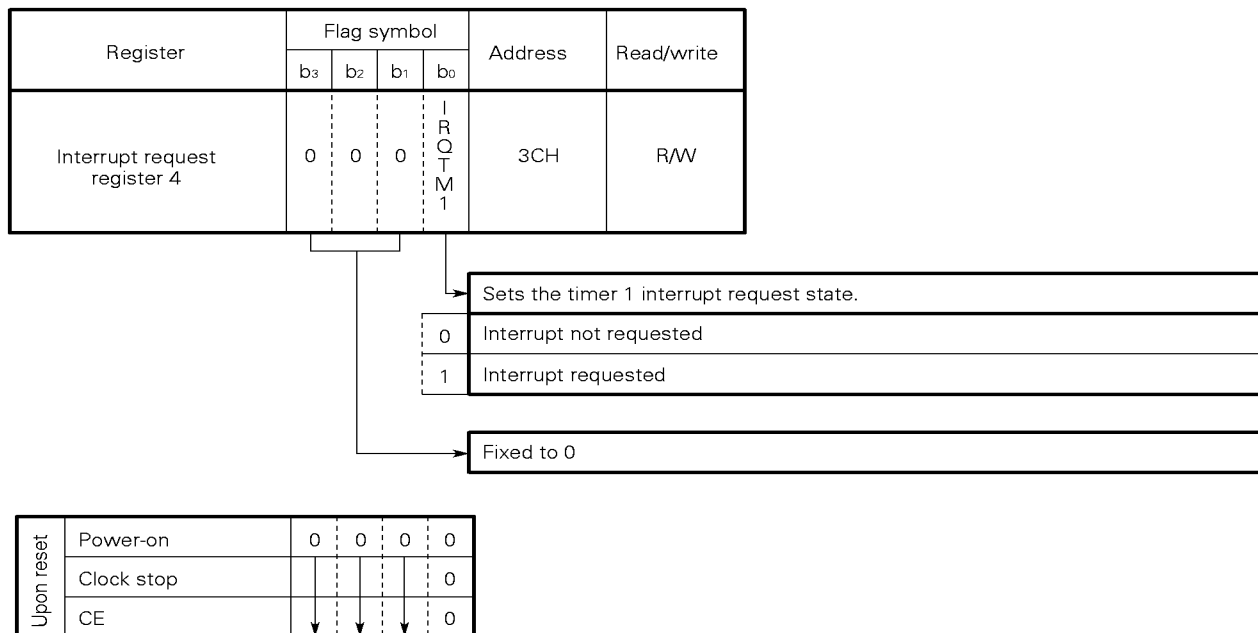 Register Flag symbol Address Read/write
b3 b2 b1 b0
Interrupt request
register 4
0 0 0 IRQTM1 3CH R/W
Sets the timer 1 interrupt request state.
0 Interrupt not requested
1 Interrupt requested
Fixed to 0
Upon reset
Power-on 0 0 0 0
Clock stop 0
CE 0